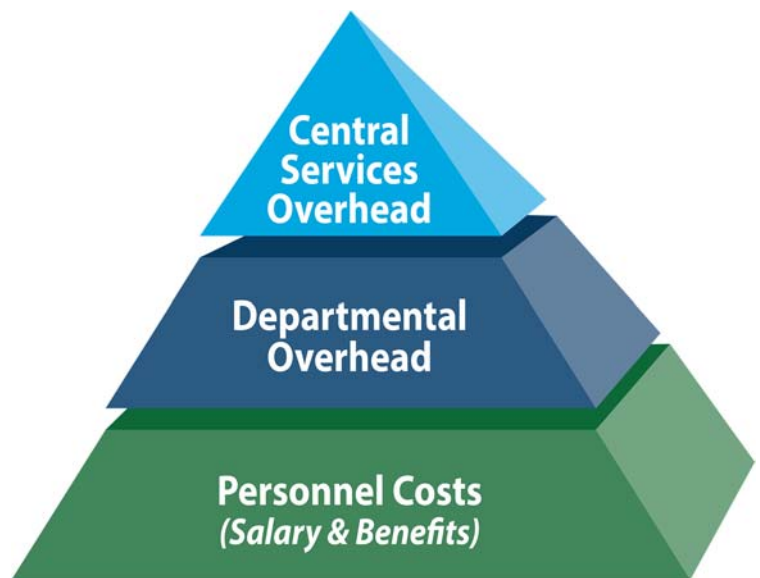 Central
Services
Overhead
Departmental
Overhead
Personnel Costs
(Salary & Benefits)